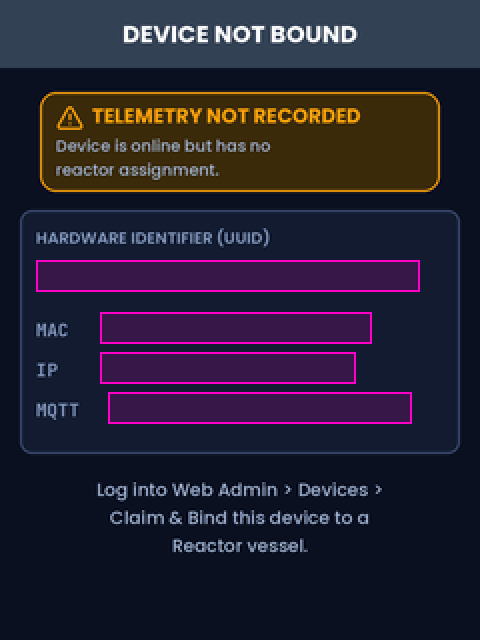 DEVICE NOT BOUND
TELEMETRY NOT RECORDED
Device is online but has no
reactor assignment.
HARDWARE IDENTIFIER (UUID)
MAC
IP
MQTT
Log into Web Admin > Devices >
Claim & Bind this device to a
Reactor vessel.